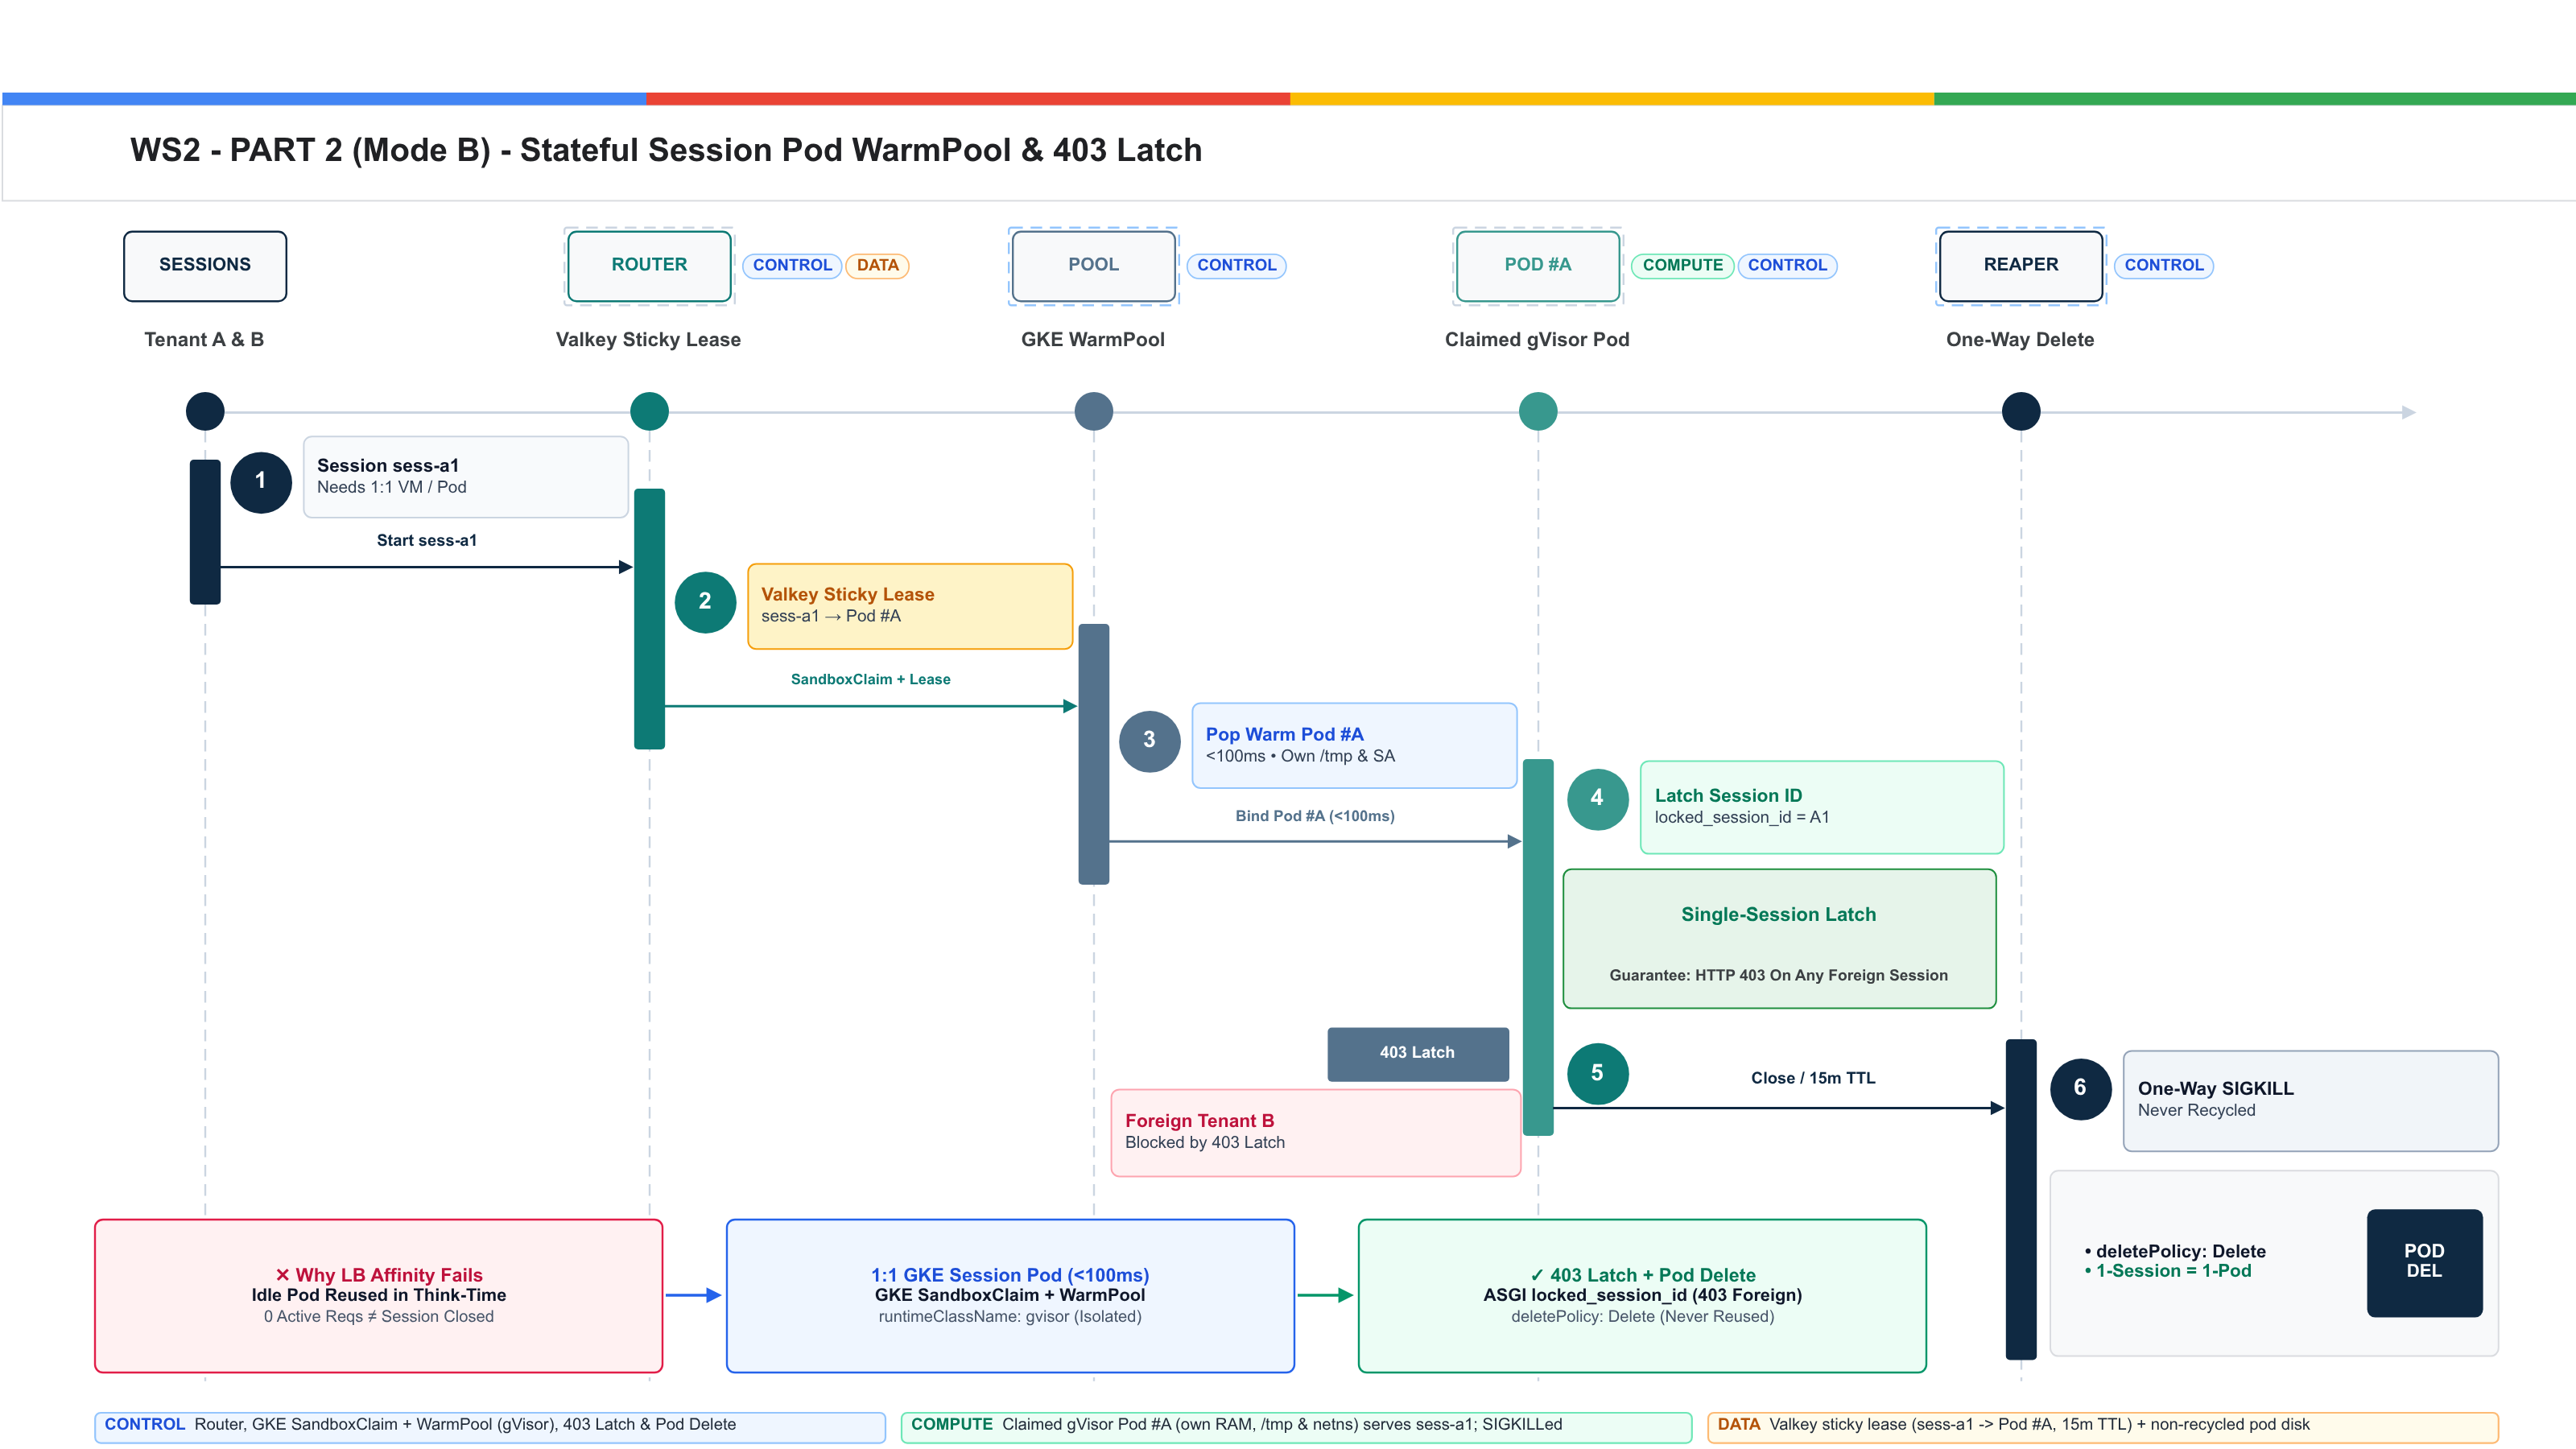 WS2 - PART 2 (Mode B) - Stateful Session Pod WarmPool & 403 Latch
SESSIONS
ROUTER
CONTROL
DATA
POOL
CONTROL
POD #A
COMPUTE
CONTROL
REAPER
CONTROL
Tenant A & B
Valkey Sticky Lease
GKE WarmPool
Claimed gVisor Pod
One-Way Delete
1
Session sess-a1
Needs 1:1 VM / Pod
Start sess-a1
2
Valkey Sticky Lease
sess-a1 → Pod #A
SandboxClaim + Lease
3
Pop Warm Pod #A
<100ms • Own /tmp & SA
Bind Pod #A (<100ms)
4
Latch Session ID
locked_session_id = A1
Single-Session Latch
Guarantee: HTTP 403 On Any Foreign Session
403 Latch
Foreign Tenant B
Blocked by 403 Latch
5
Close / 15m TTL
6
One-Way SIGKILL
Never Recycled
• deletePolicy: Delete
• 1-Session = 1-Pod
POD
DEL
✕ Why LB Affinity Fails
Idle Pod Reused in Think-Time
0 Active Reqs ≠ Session Closed
1:1 GKE Session Pod (<100ms)
GKE SandboxClaim + WarmPool
runtimeClassName: gvisor (Isolated)
✓ 403 Latch + Pod Delete
ASGI locked_session_id (403 Foreign)
deletePolicy: Delete (Never Reused)
CONTROL Router, GKE SandboxClaim + WarmPool (gVisor), 403 Latch & Pod Delete
COMPUTE Claimed gVisor Pod #A (own RAM, /tmp & netns) serves sess-a1; SIGKILLed
DATA Valkey sticky lease (sess-a1 -> Pod #A, 15m TTL) + non-recycled pod disk